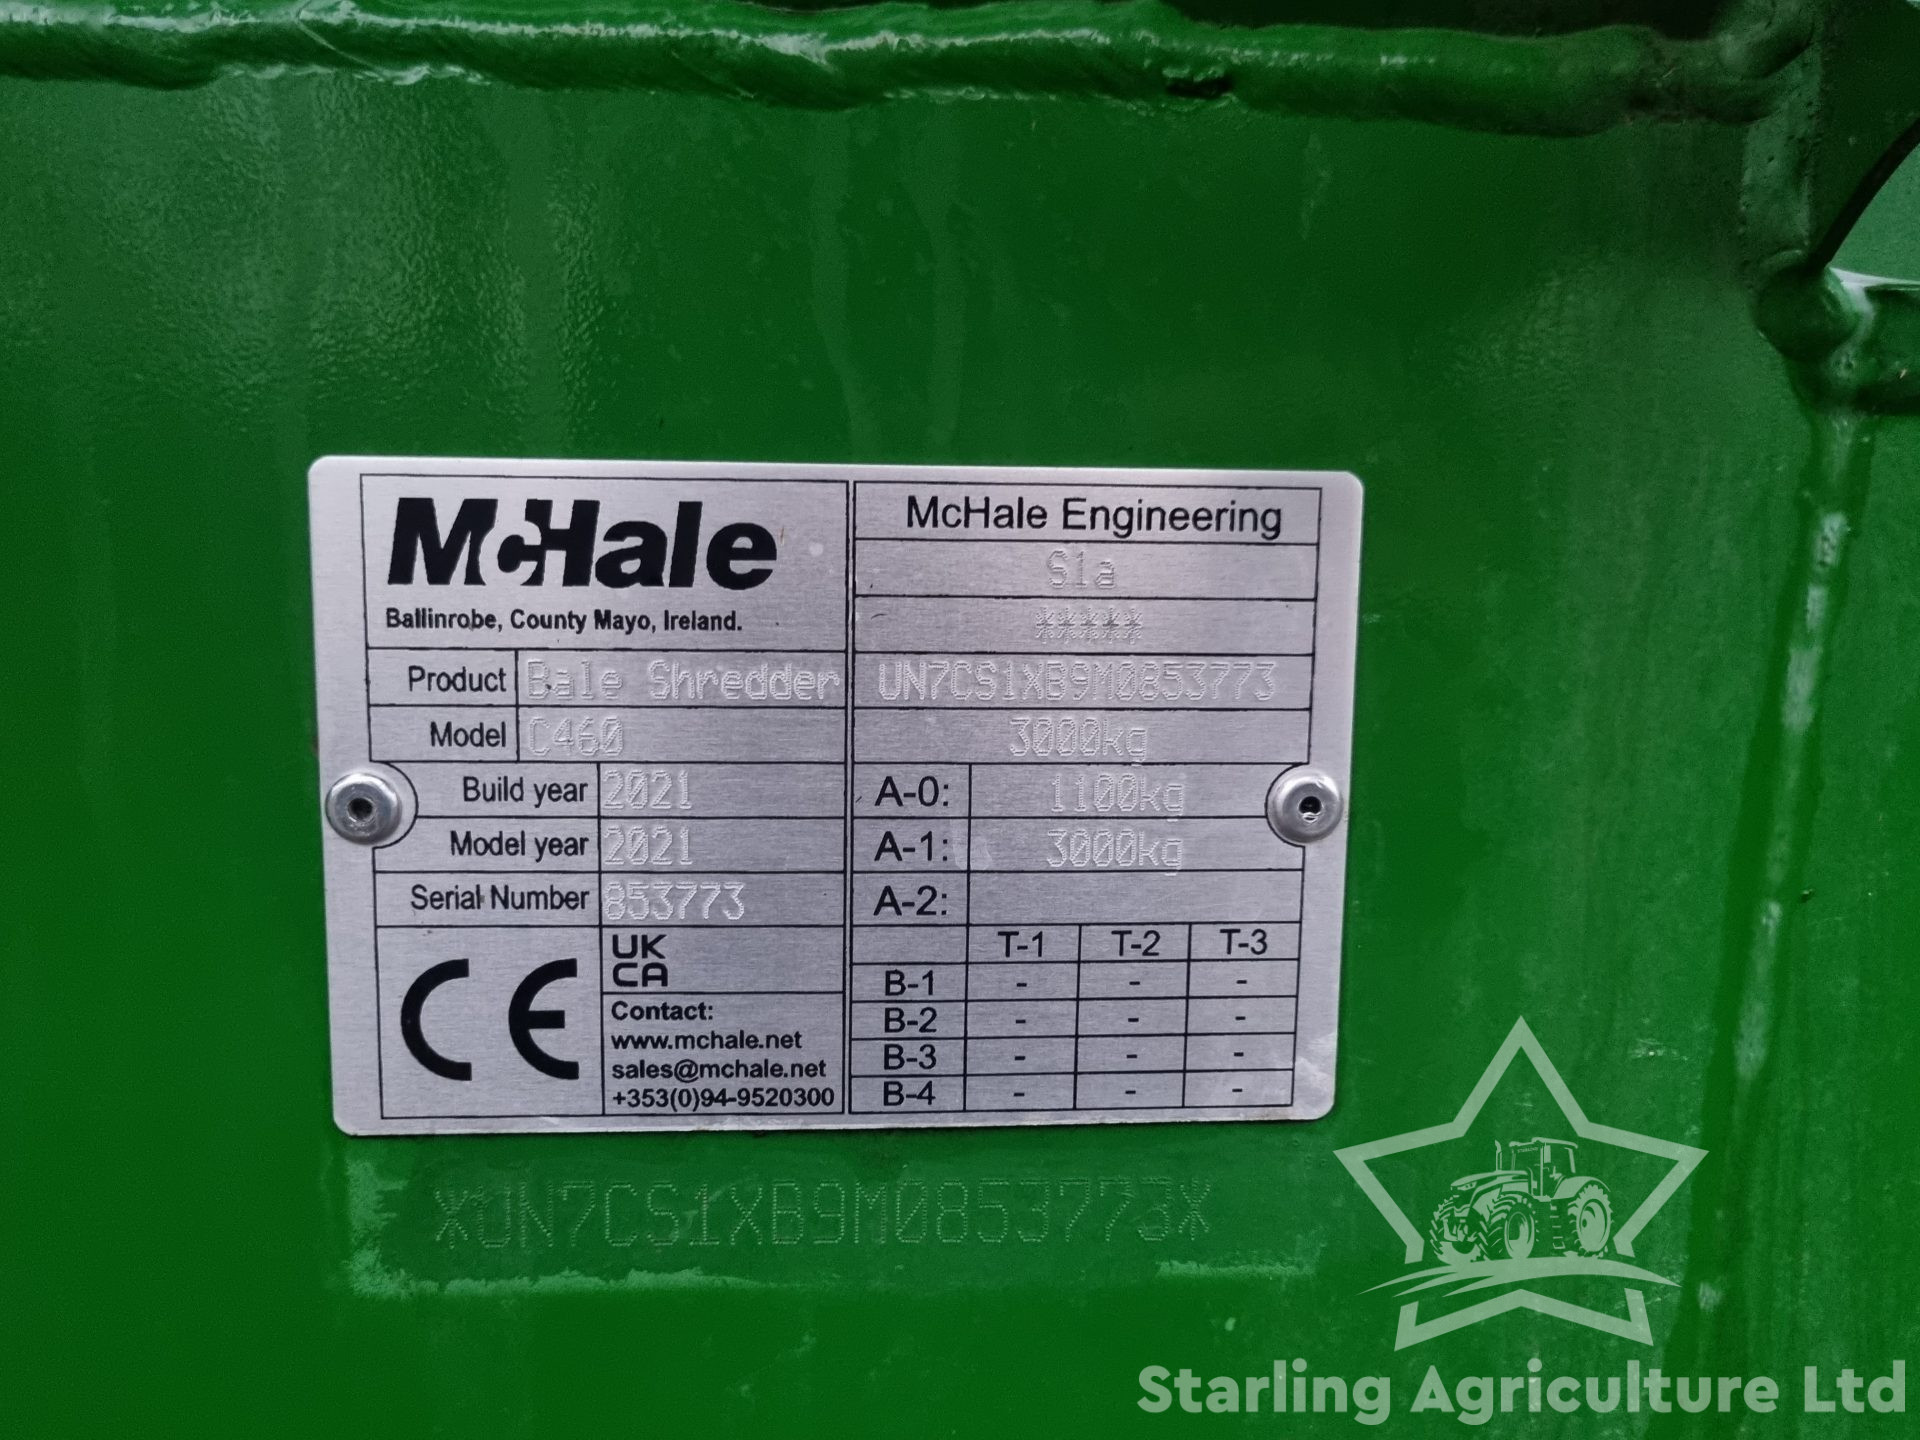 McHale
Ballinrobe, County Mayo, Ireland.
Product Bale Shredder
Model C460
Build year 2021
Model year 2021
Serial Number 853773
CE
UK
CA
Contact:
www.mchale.net
sales@mchale.net
+353(0)94-9520300
McHale Engineering
S1a
*****
UN7CS1XB9M0853773
3000kg
A-0: 1100kg
A-1: 3000kg
A-2:
T-1 T-2 T-3
B-1 - - -
B-2 - - -
B-3 - - -
B-4 - - -
XUN7CS1XB9M0853773X
Starling Agriculture Ltd